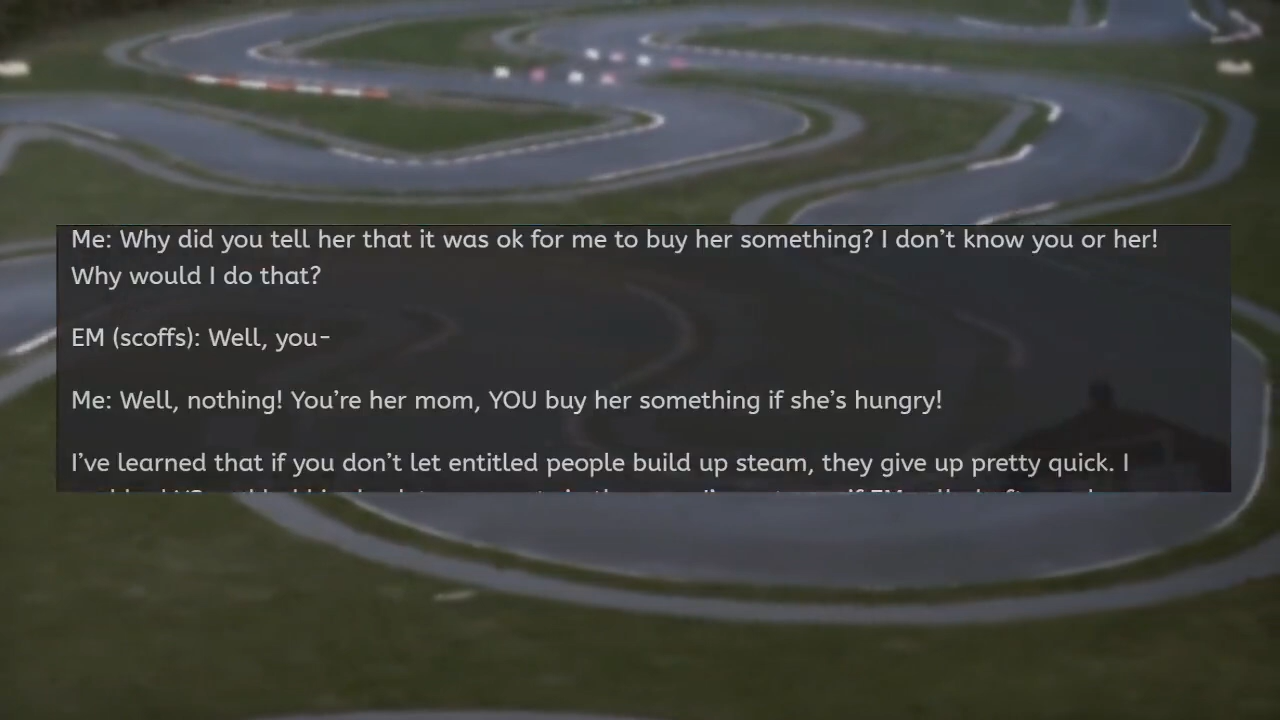 Me: Why did you tell her that it was ok for me to buy her something? I don’t know you or her!
Why would I do that?
EM (scoffs): Well, you-
Me: Well, nothing! You’re her mom, YOU buy her something if she’s hungry!
I’ve learned that if you don’t let entitled people build up steam, they give up pretty quick. I